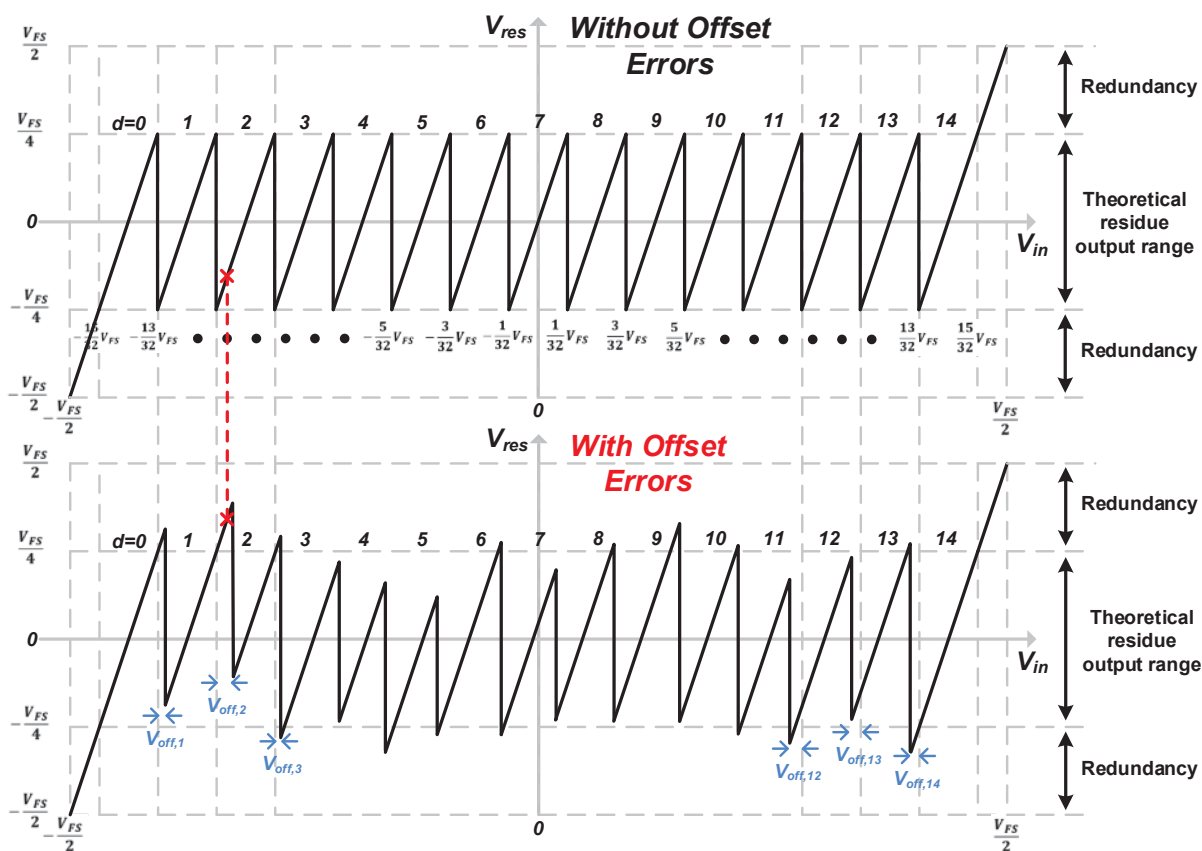 V_FS/2
V_res
Without Offset
Errors
Redundancy
V_FS/4
d=0 1 2 3 4 5 6 7 8 9 10 11 12 13 14
0
V_in
Theoretical
residue
output range
-V_FS/4
-15/32 V_FS -13/32 V_FS • • • • • • -5/32 V_FS -3/32 V_FS -1/32 V_FS 1/32 V_FS 3/32 V_FS 5/32 V_FS • • • • • • 13/32 V_FS 15/32 V_FS
Redundancy
-V_FS/2
-V_FS/2
0
V_FS/2
V_FS/2
V_res
With Offset
Errors
Redundancy
V_FS/4
d=0 1 2 3 4 5 6 7 8 9 10 11 12 13 14
0
V_in
Theoretical
residue
output range
V_off,2
-V_FS/4
V_off,1
V_off,3
V_off,12
V_off,13
V_off,14
Redundancy
-V_FS/2
-V_FS/2
0
V_FS/2